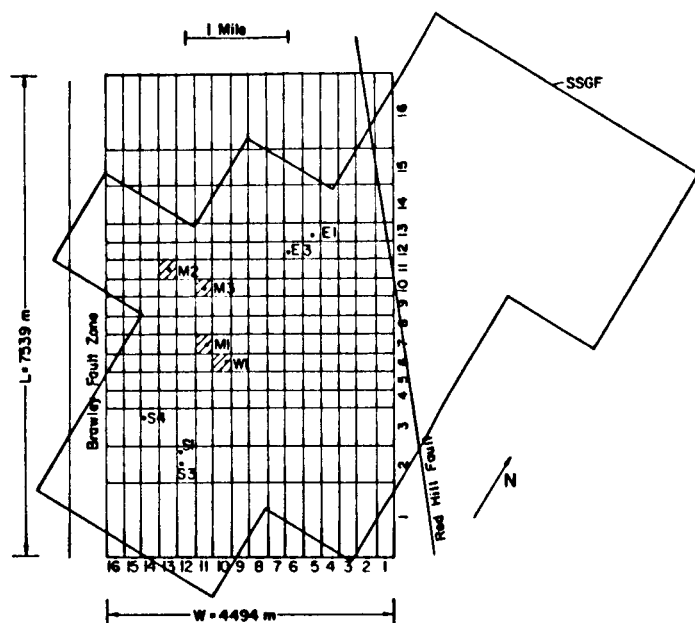 1 Mile
SSGF
L = 7539 m
Brawley Fault Zone
16
15
14
13
12
11
10
9
8
7
6
5
4
3
2
1
E1
E3
M2
M3
M1
W1
S4
S1
S3
Red Hill Fault
N
16 15 14 13 12 11 10 9 8 7 6 5 4 3 2 1
W = 4494 m